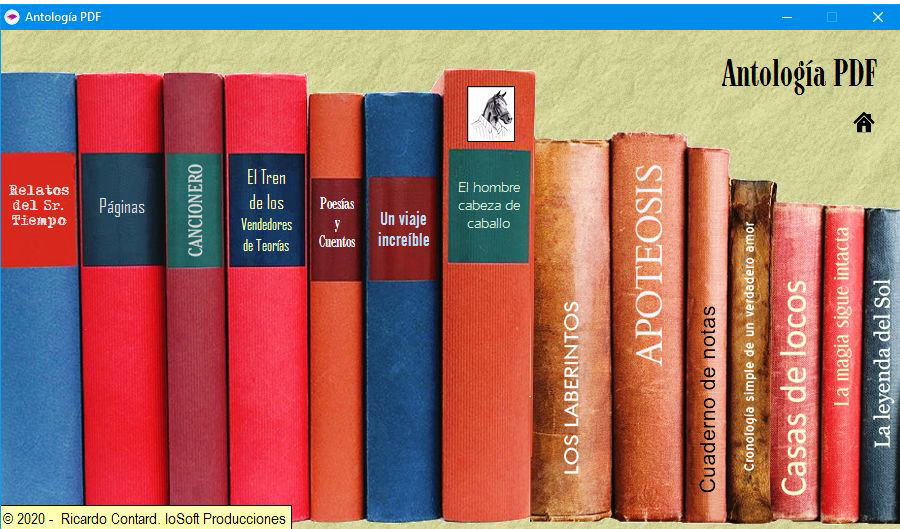 Antología PDF
Antología PDF
Relatos
del Sr.
Tiempo
Páginas
CANCIONERO
El Tren
de los
Vendedores
de Teorías
Poesías
y
Cuentos
Un viaje
increíble
El hombre
cabeza de
caballo
LOS LABERINTOS
APOTEOSIS
Cuaderno de notas
Cronología simple de un verdadero amor
Casas de locos
La magia sigue intacta
La leyenda del Sol
© 2020 - Ricardo Contard. IoSoft Producciones